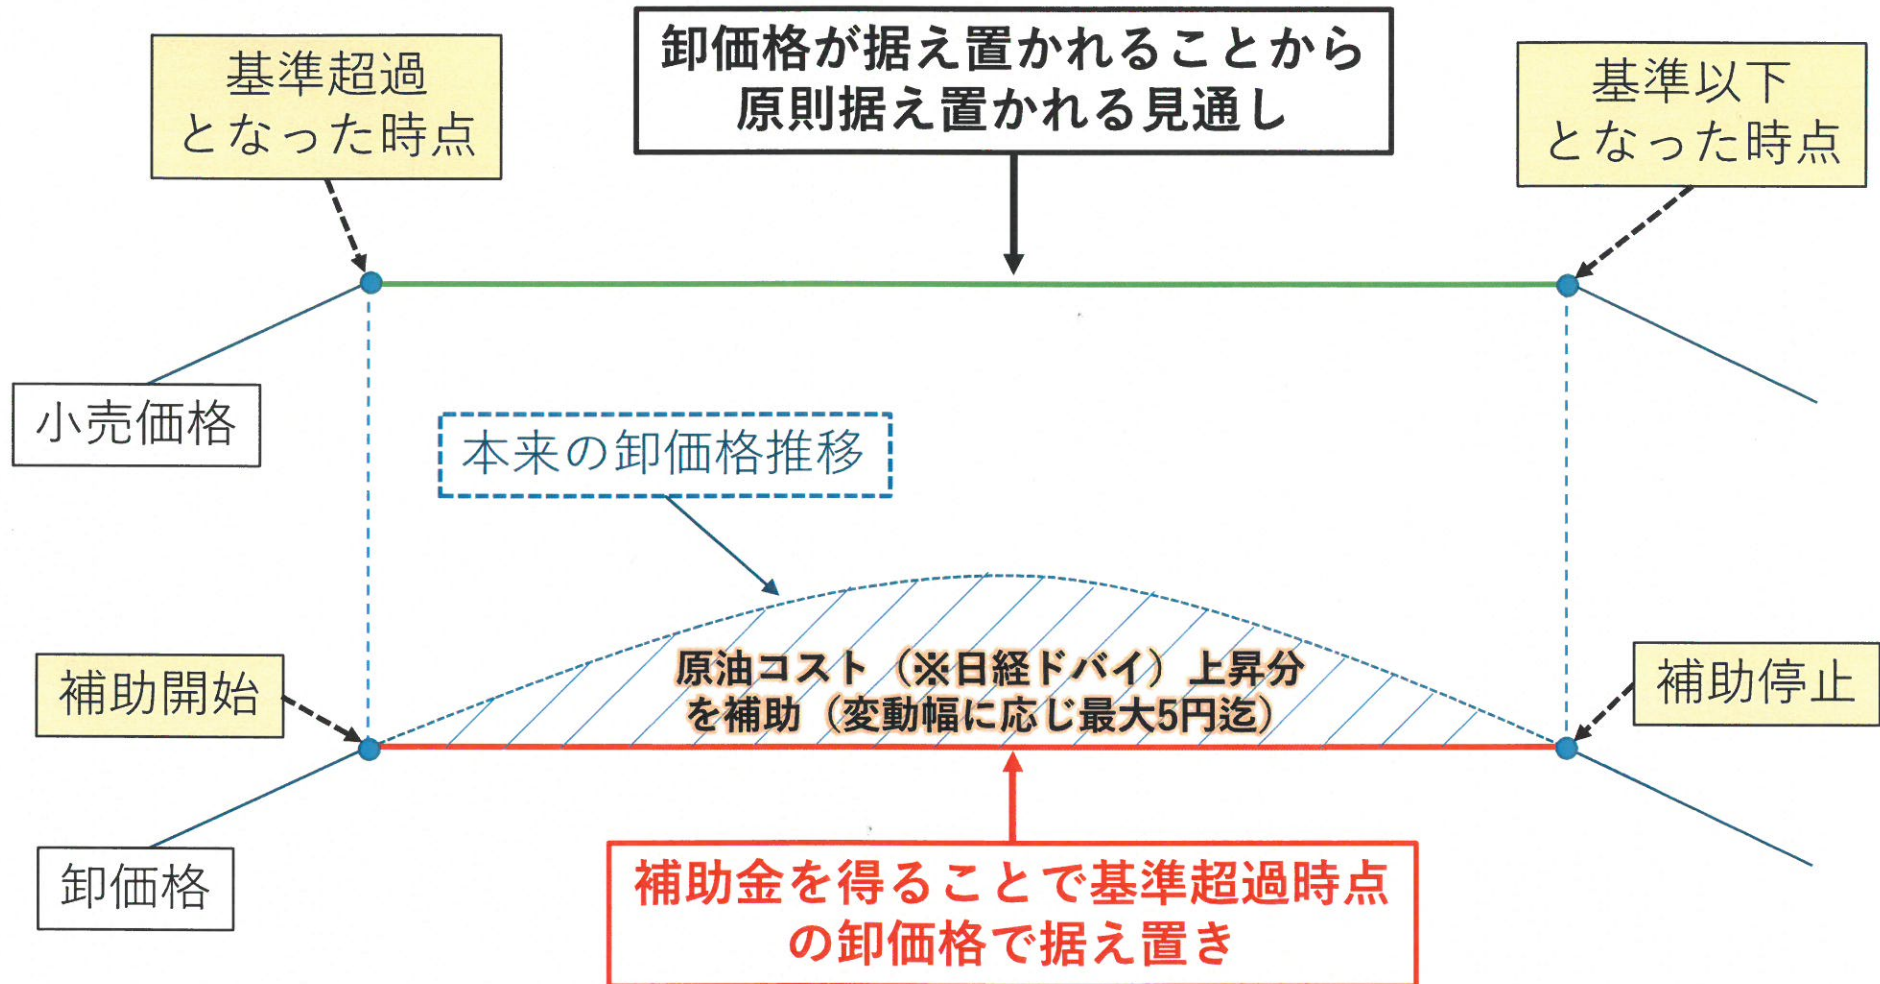 卸価格が据え置かれることから
原則据え置かれる見通し
基準超過
となった時点
基準以下
となった時点
小売価格
本来の卸価格推移
原油コスト（※日経ドバイ）上昇分
を補助（変動幅に応じ最大5円迄）
補助開始
補助停止
卸価格
補助金を得ることで基準超過時点
の卸価格で据え置き